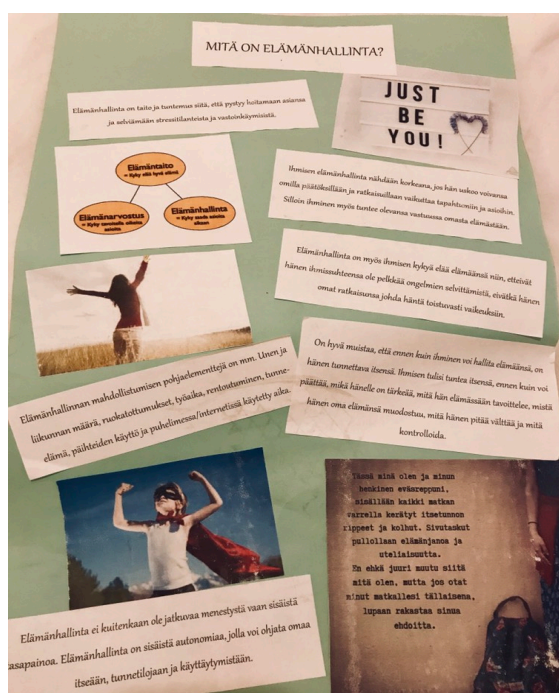 MITÄ ON ELÄMÄNHALLINTA?
Elämänhallinta on taito ja tuntemus siitä, että pystyy hoitamaan asiansa
ja selviämään stressitilanteista ja vastoinkäymisistä.
JUST
BE
YOU!
Elämäntaito
= Kyky elää hyvä elämä
Elämänarvostus
Elämänhallinta
Ihmisen elämänhallinta nähdään korkeana, jos hän uskoo voivansa
omilla päätöksillään ja ratkaisuillaan vaikuttaa tapahtumiin ja asioihin.
Silloin ihminen myös tuntee olevansa vastuussa omasta elämästään.
Elämänhallinta on myös ihmisen kykyä elää elämäänsä niin, etteivät
hänen ihmissuhteensa ole pelkkää ongelmien selvittämistä, eivätkä hänen
omat ratkaisunsa johda häntä toistuvasti vaikeuksiin.
Elämänhallinnan mahdollistumisen pohjaelementtejä on mm. Unen ja
liikunnan määrä, ruokatottumukset, työaika, rentoutuminen, tunne-
elämä, päihteiden käyttö ja puhelimessa/internetissä käytetty aika.
On hyvä muistaa, että ennen kuin ihminen voi hallita elämäänsä, on
hänen tunnettava itsensä. Ihmisen tulisi tuntea itsensä, ennen kuin voi
päättää, mikä hänelle on tärkeää, mitä hän elämässään tavoittelee, mistä
hänen oma elämänsä muodostuu, mitä hänen pitää välttää ja mitä
kontrolloida.
Tässä minä olen ja minun
henkinen eväsreppuni,
sisällään kaikki matkan
varrella kerätyt itsetunnon
rippeet ja kolhut. Sivutaskut
pullollaan elämänjanoa ja
uteliaisuutta.
En ehkä juuri muutu siitä
mitä olen, mutta jos otat
minut matkallesi tällaisena,
lupaan rakastaa sinua
ehdoitta.
Elämänhallinta ei kuitenkaan ole jatkuvaa menestystä vaan sisäistä
tasapainoa. Elämänhallinta on sisäistä autonomiaa, jolla voi ohjata omaa
itseään, tunnetilojaan ja käyttäytymistään.